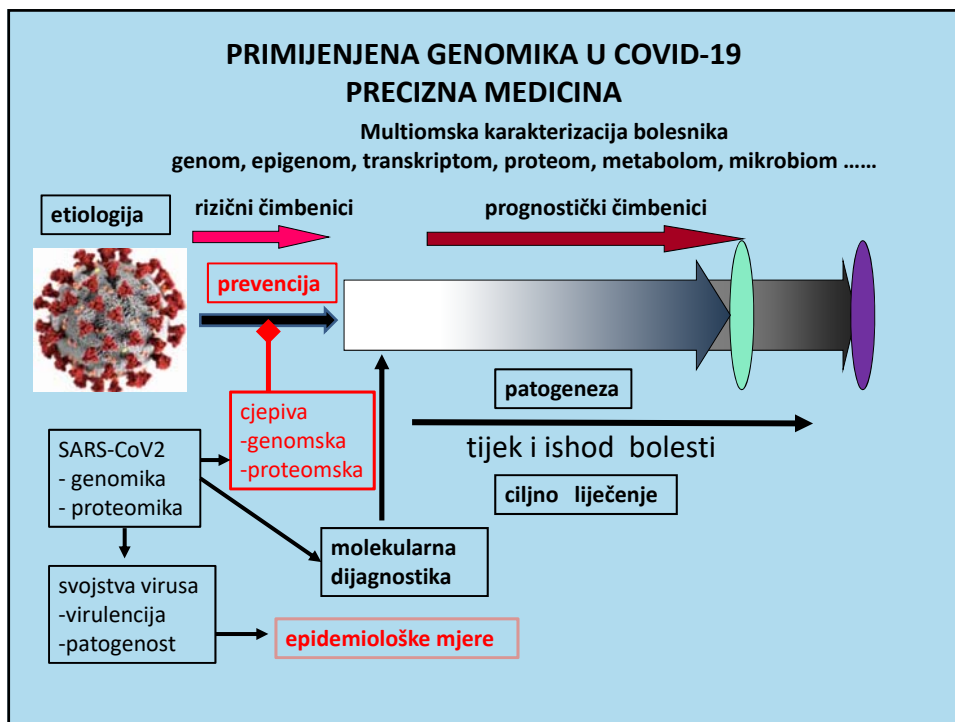 PRIMIJENJENA GENOMIKA U COVID-19
PRECIZNA MEDICINA
Multiomska karakterizacija bolesnika
genom, epigenom, transkriptom, proteom, metabolom, mikrobiom ……
etiologija
rizični čimbenici
prognostički čimbenici
prevencija
cjepiva
-genomska
-proteomska
patogeneza
tijek i ishod bolesti
ciljno liječenje
SARS-CoV2
- genomika
- proteomika
molekularna
dijagnostika
svojstva virusa
-virulencija
-patogenost
epidemiološke mjere